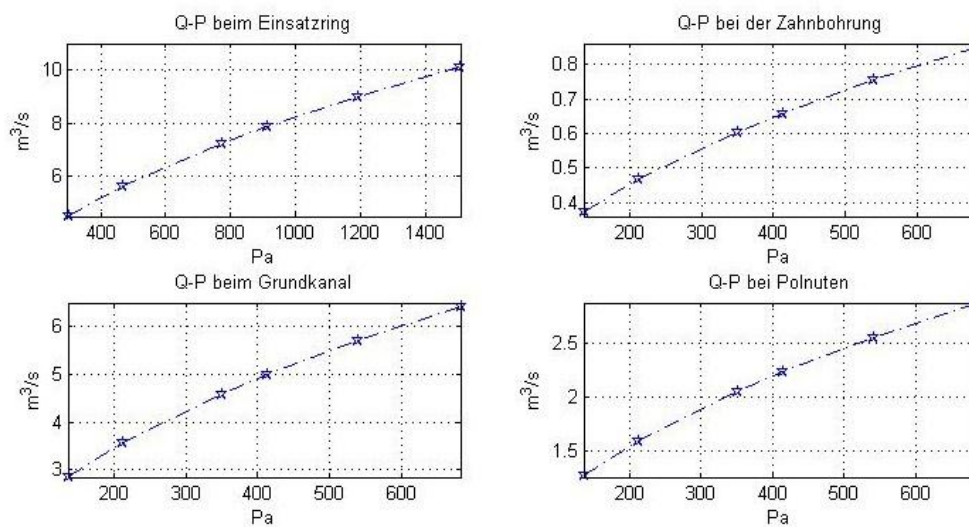 Q-P beim Einsatzring
10
8
6
m³/s
400 600 800 1000 1200 1400
Pa
Q-P bei der Zahnbohrung
0.8
0.7
0.6
0.5
0.4
m³/s
200 300 400 500 600
Pa
Q-P beim Grundkanal
6
5
4
3
m³/s
200 300 400 500 600
Pa
Q-P bei Polnuten
2.5
2
1.5
m³/s
200 300 400 500 600
Pa